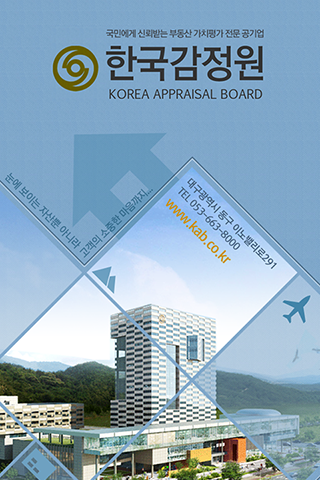 국민에게 신뢰받는 부동산 가치평가 전문 공기업
한국감정원
KOREA APPRAISAL BOARD
눈에 보이는 자산뿐 아니라
고객의 소중한 마음까지...
대구광역시 동구 이노밸리로291
TEL 053-663-8000
www.kab.co.kr